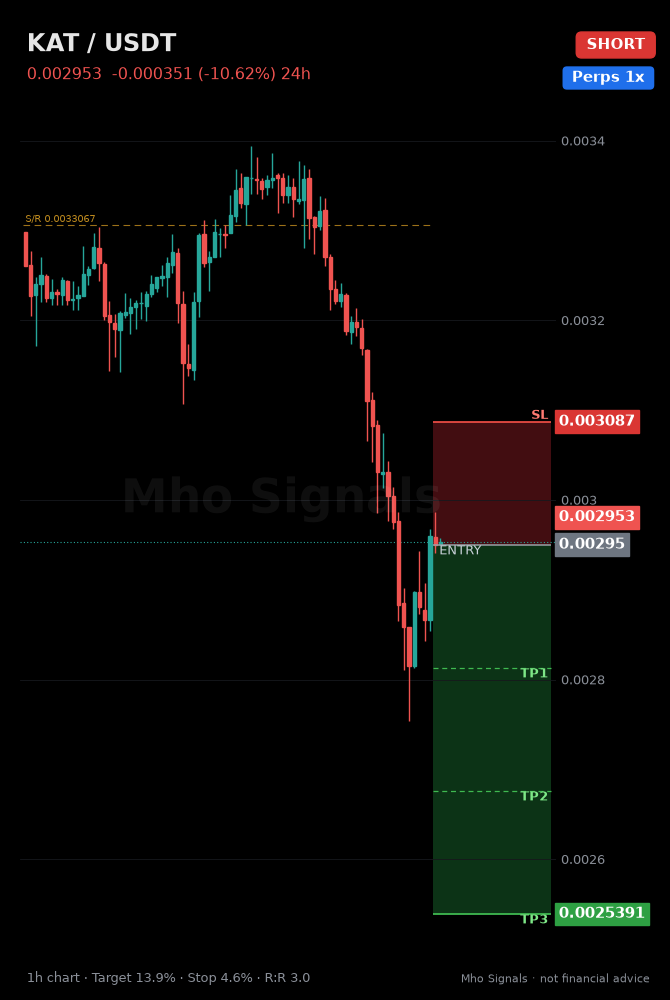 KAT / USDT
SHORT
0.002953  -0.000351 (-10.62%) 24h
Perps 1x
0.0034
S/R 0.0033067
0.0032
SL
0.003087
Mho Signals
0.003
0.002953
0.00295
ENTRY
TP1
0.0028
TP2
0.0026
0.0025391
TP3
1h chart · Target 13.9% · Stop 4.6% · R:R 3.0
Mho Signals · not financial advice